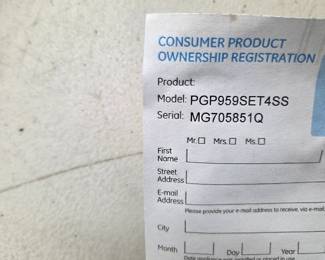 CONSUMER PRODUCT
OWNERSHIP REGISTRATION
Product:
Model: PGP959SET4SS
Serial: MG705851Q
Mr.☐ Mrs.☐ Ms.☐
First
Name
Street
Address
E-mail
Address
Please provide your e-mail address to receive, via e-mail
City
Month Day Year